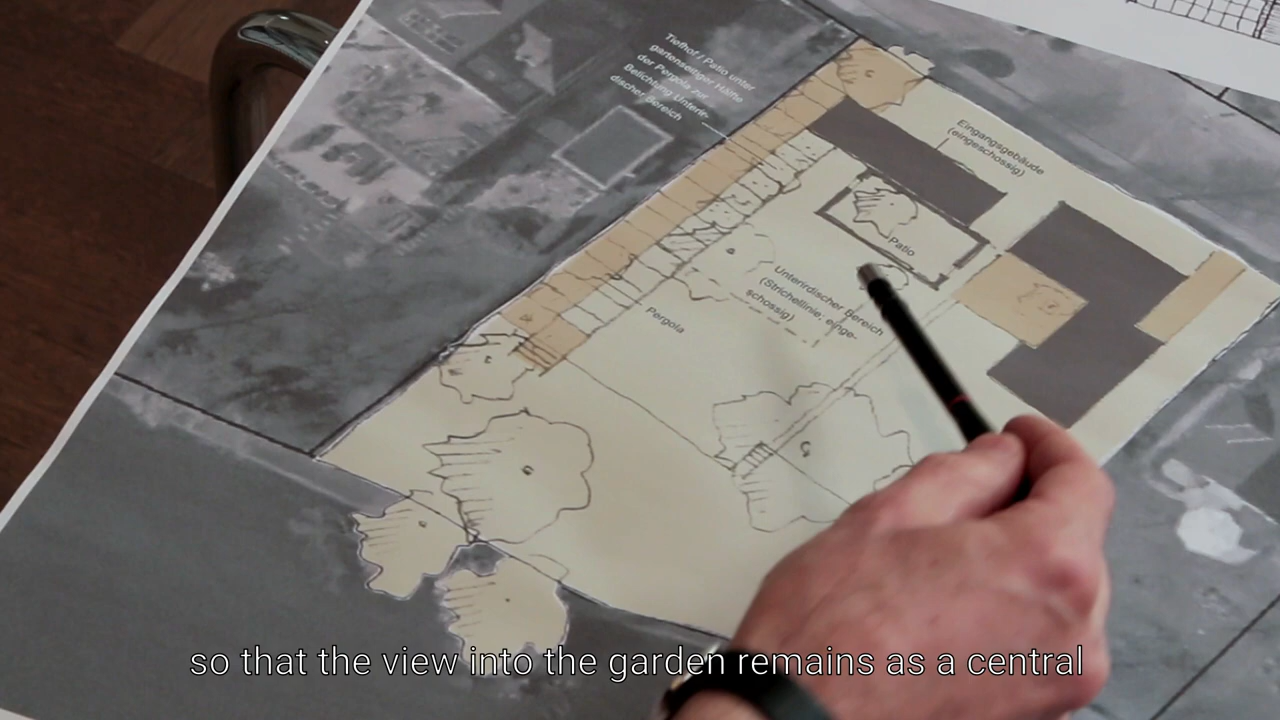 Tiefhof / Patio unter
gartenseitiger Hälfte
der Pergola zur
Belichtung Unterir-
discher Bereich
Eingangsgebäude
(eingeschossig)
Patio
Unterirdischer Bereich
(Strichellinie: einge-
schossig)
Pergola
so that the view into the garden remains as a central